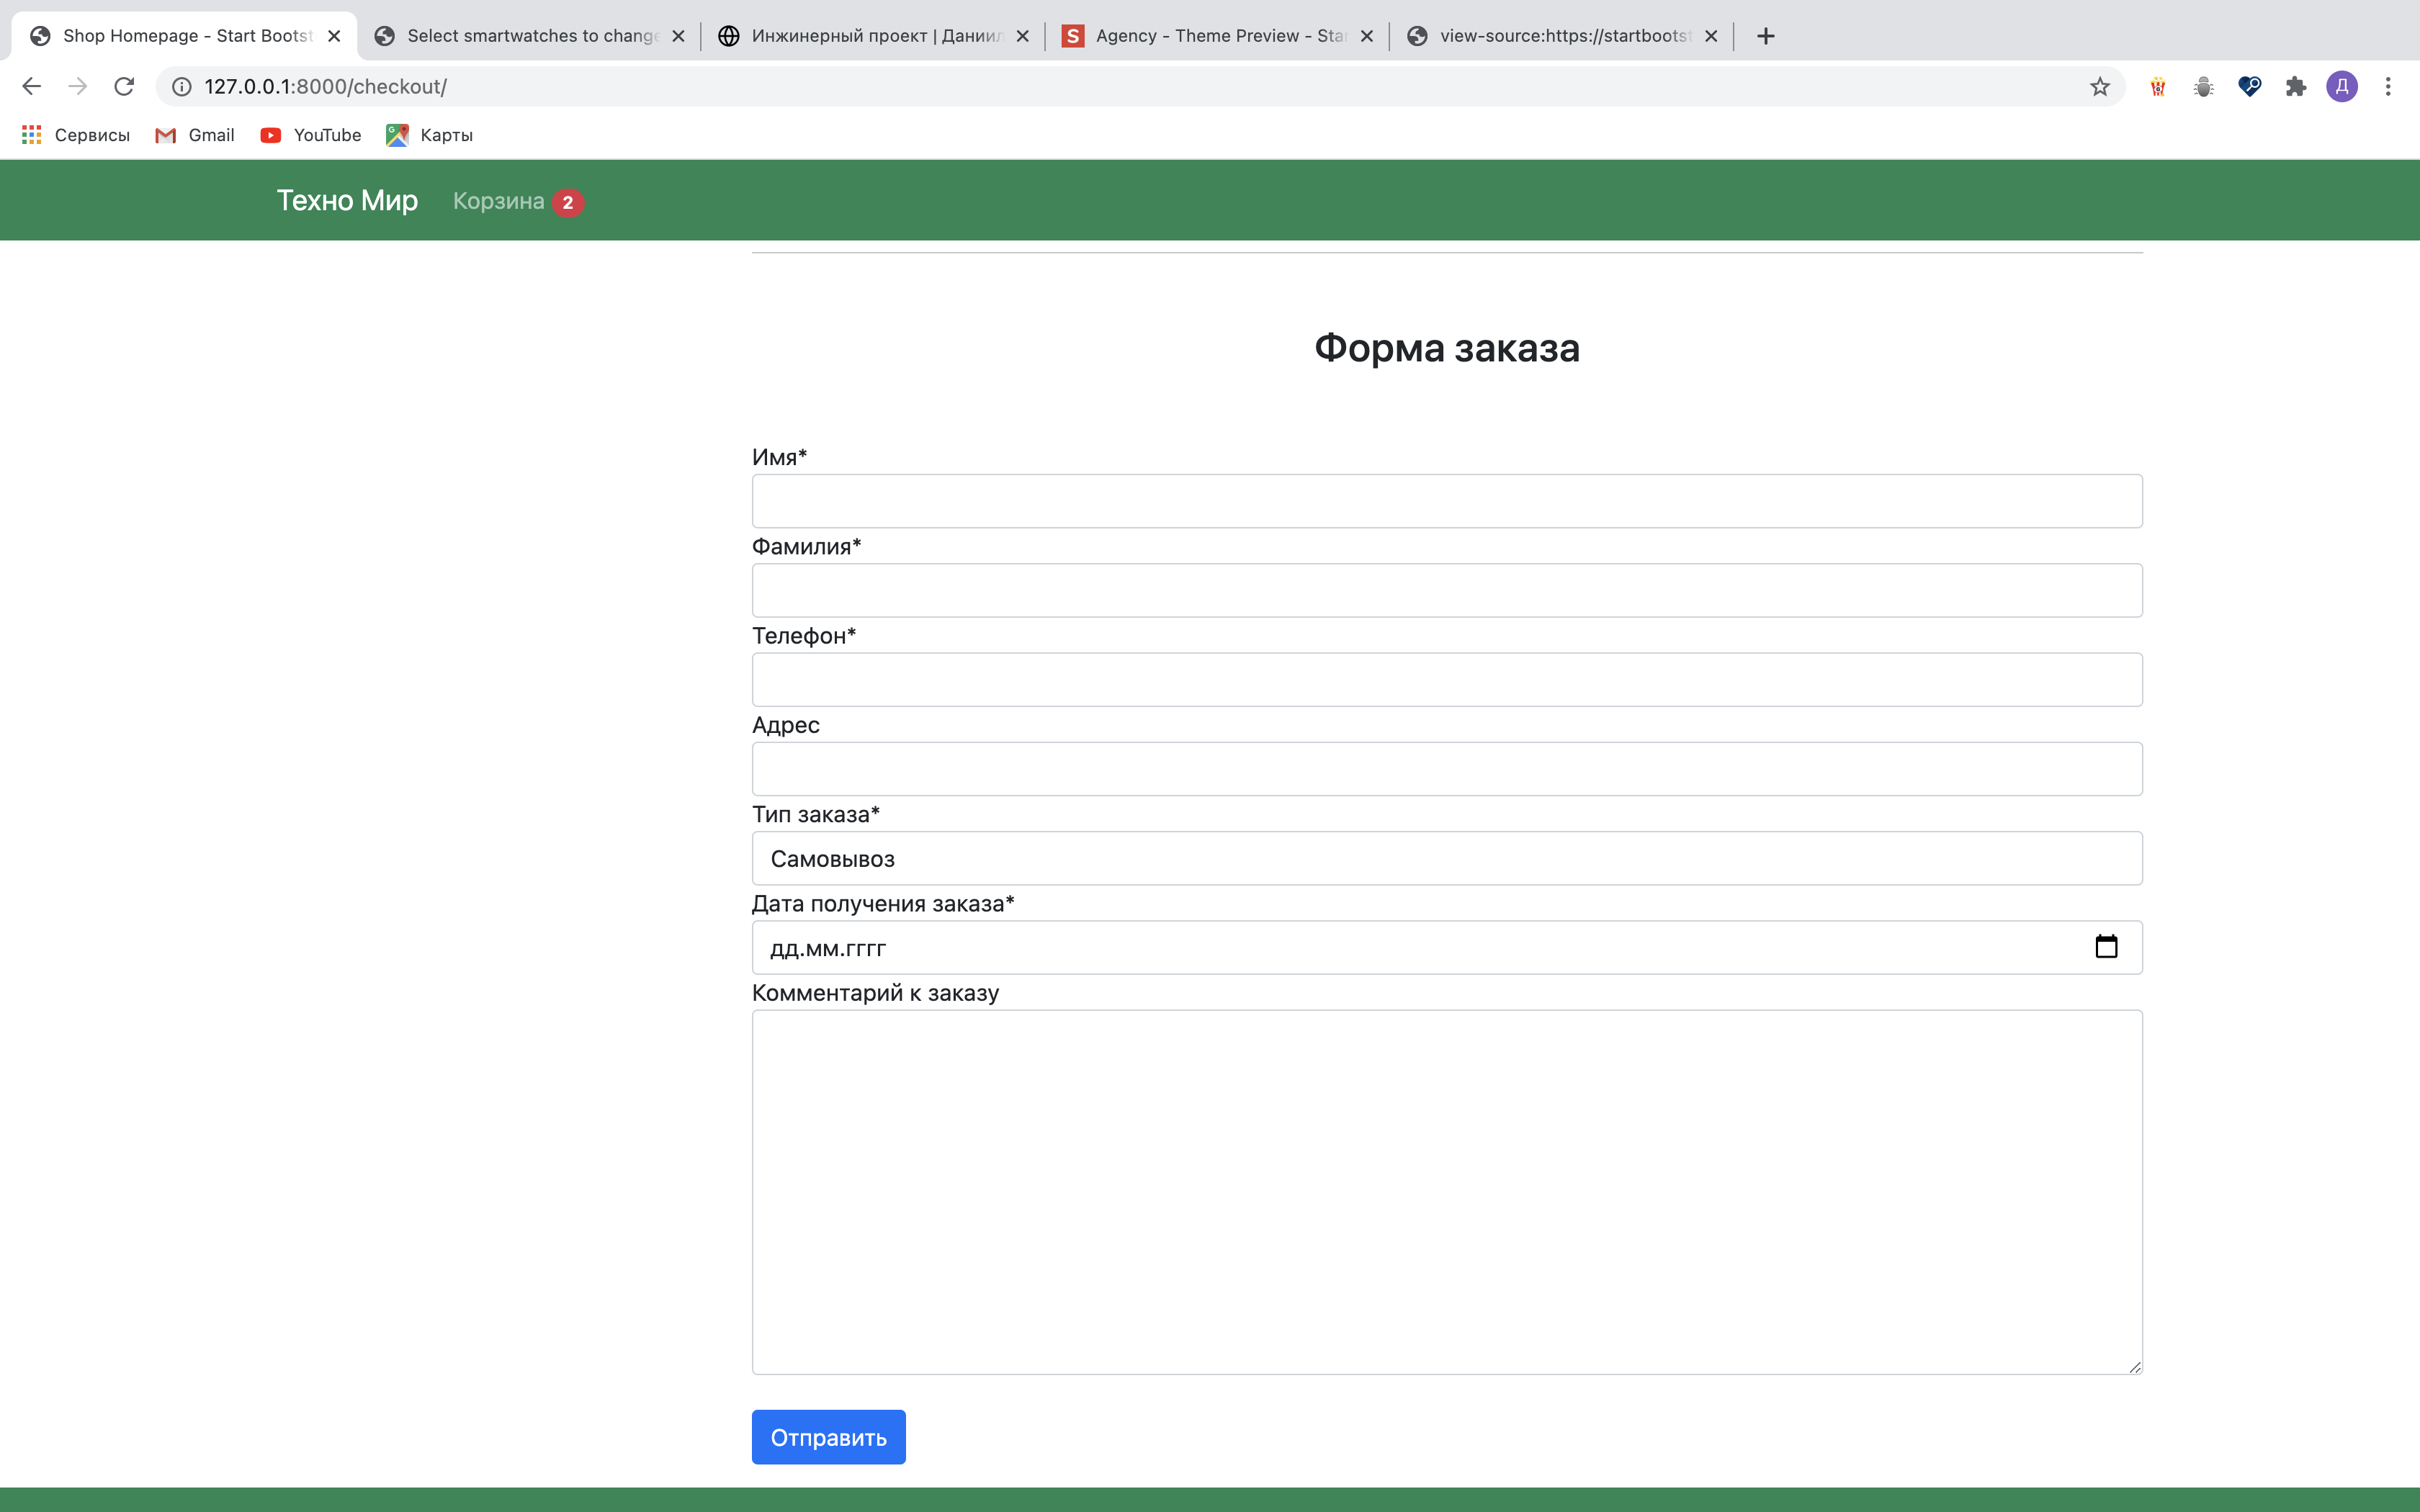 Shop Homepage - Start Bootst
Select smartwatches to change
Инжинерный проект | Даниил
Agency - Theme Preview - Star
view-source:https://startbootst
127.0.0.1:8000/checkout/
Д
Сервисы
Gmail
YouTube
Карты
Техно Мир
Корзина 2
Форма заказа
Имя*
Фамилия*
Телефон*
Адрес
Тип заказа*
Самовывоз
Дата получения заказа*
дд.мм.гггг
Комментарий к заказу
Отправить